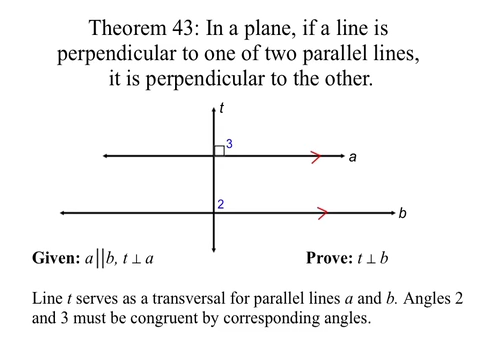 Theorem 43: In a plane, if a line is
perpendicular to one of two parallel lines,
it is perpendicular to the other.
t
3
a
2
b
Given: a||b, t ⊥ a
Prove: t ⊥ b
Line t serves as a transversal for parallel lines a and b. Angles 2
and 3 must be congruent by corresponding angles.